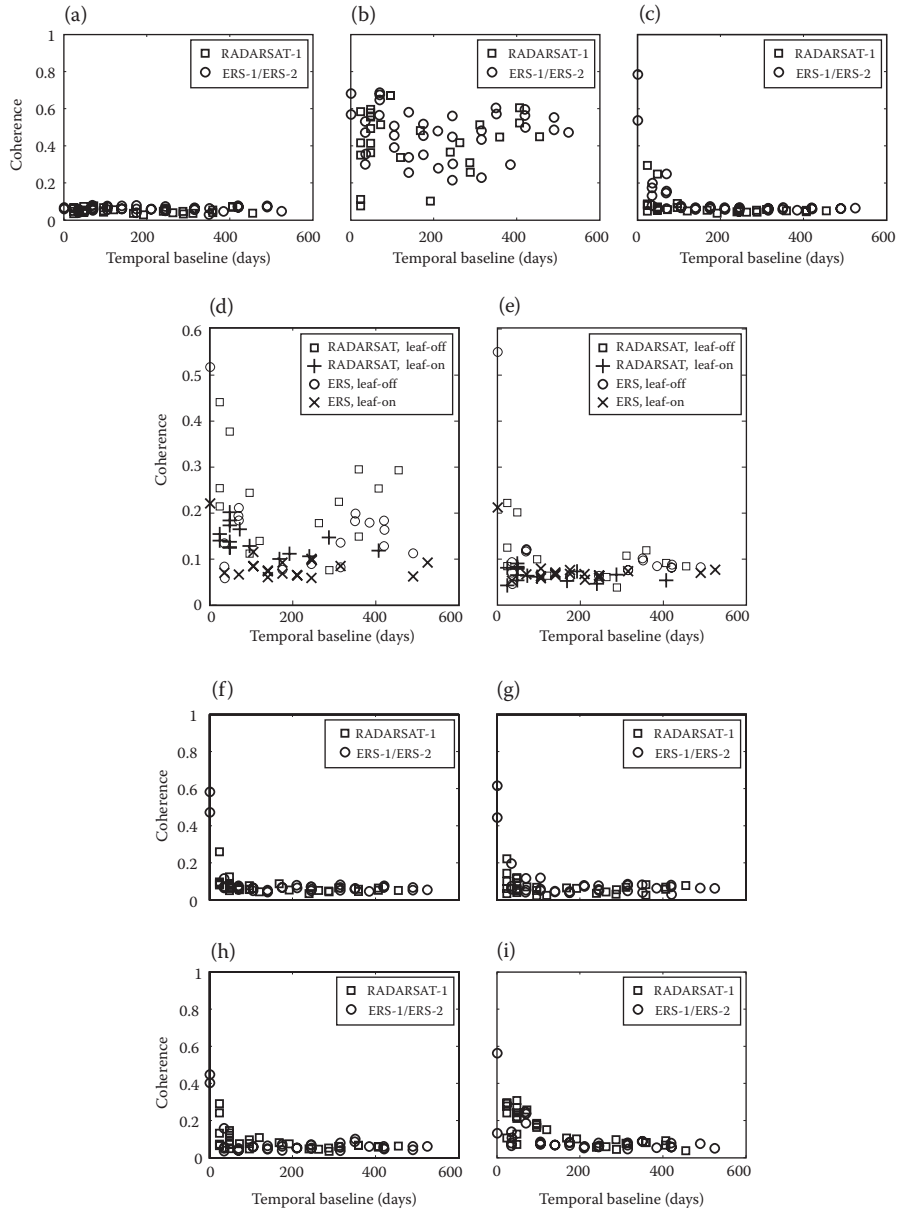 (a) (b) (c)
1
RADARSAT-1 RADARSAT-1 RADARSAT-1
ERS-1/ERS-2 ERS-1/ERS-2 ERS-1/ERS-2
0.8
0.6
0.4
0.2
0
Coherence
0 200 400 600 0 200 400 600 0 200 400 600
Temporal baseline (days) Temporal baseline (days) Temporal baseline (days)
(d) (e)
0.6
RADARSAT, leaf-off RADARSAT, leaf-off
RADARSAT, leaf-on RADARSAT, leaf-on
ERS, leaf-off ERS, leaf-off
ERS, leaf-on ERS, leaf-on
0.5
0.4
0.3
0.2
0.1
0
Coherence
0 200 400 600 0 200 400 600
Temporal baseline (days) Temporal baseline (days)
(f) (g)
1
RADARSAT-1 RADARSAT-1
ERS-1/ERS-2 ERS-1/ERS-2
0.8
0.6
0.4
0.2
0
Coherence
0 200 400 600 0 200 400 600
(h) (i)
1
RADARSAT-1 RADARSAT-1
ERS-1/ERS-2 ERS-1/ERS-2
0.8
0.6
0.4
0.2
0
Coherence
0 200 400 600 0 200 400 600
Temporal baseline (days) Temporal baseline (days)